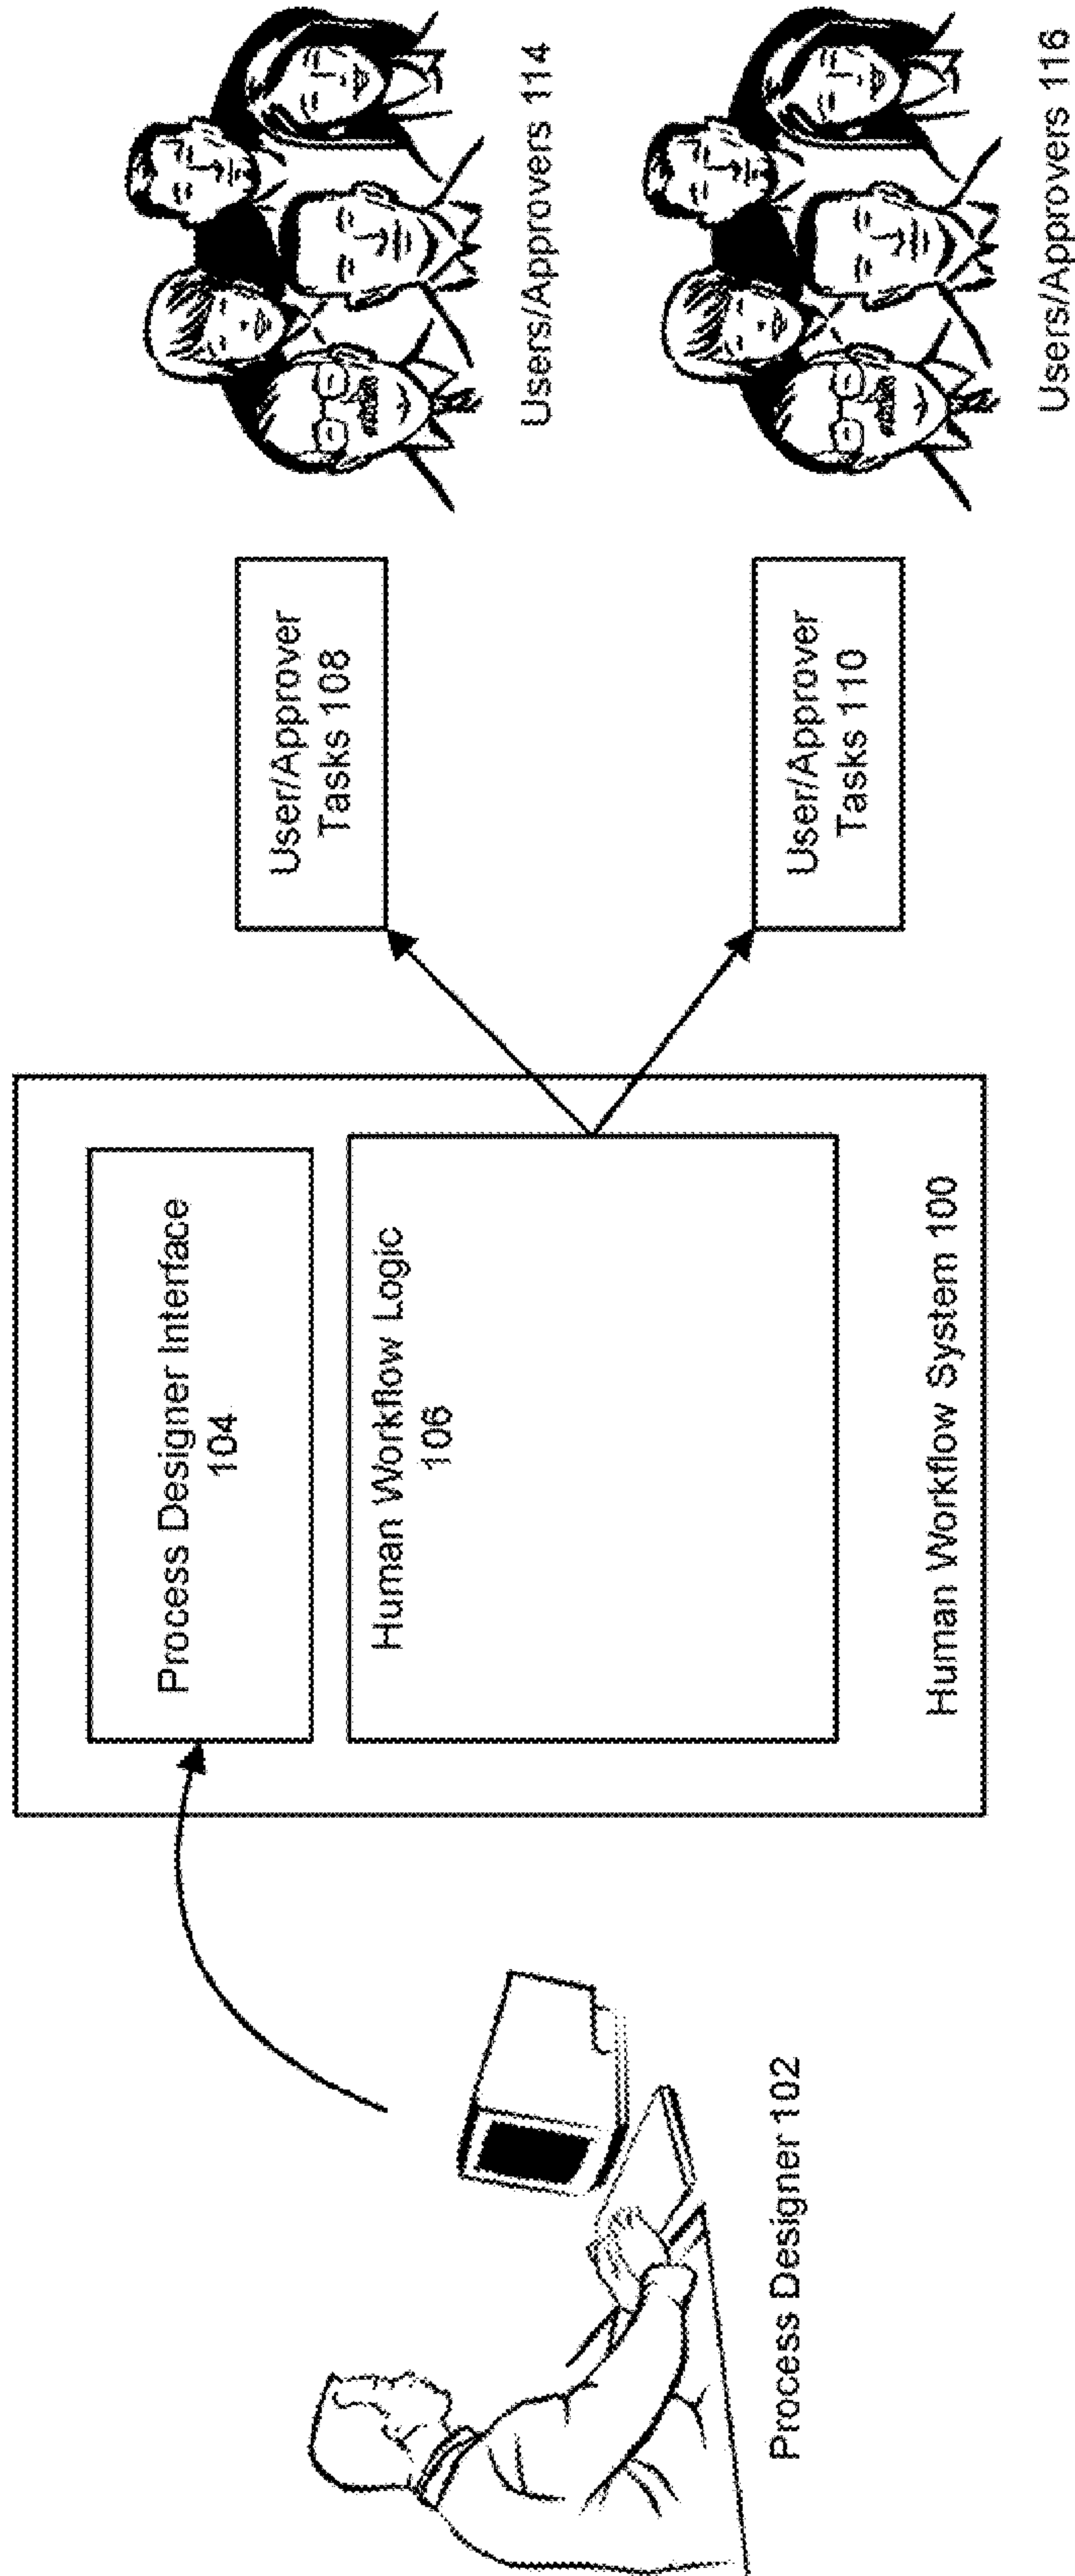 Process Designer 102
Process Designer Interface
104
Human Workflow Logic
106
Human Workflow System 100
User/Approver
Tasks 108
User/Approver
Tasks 110
Users/Approvers 114
Users/Approvers 116